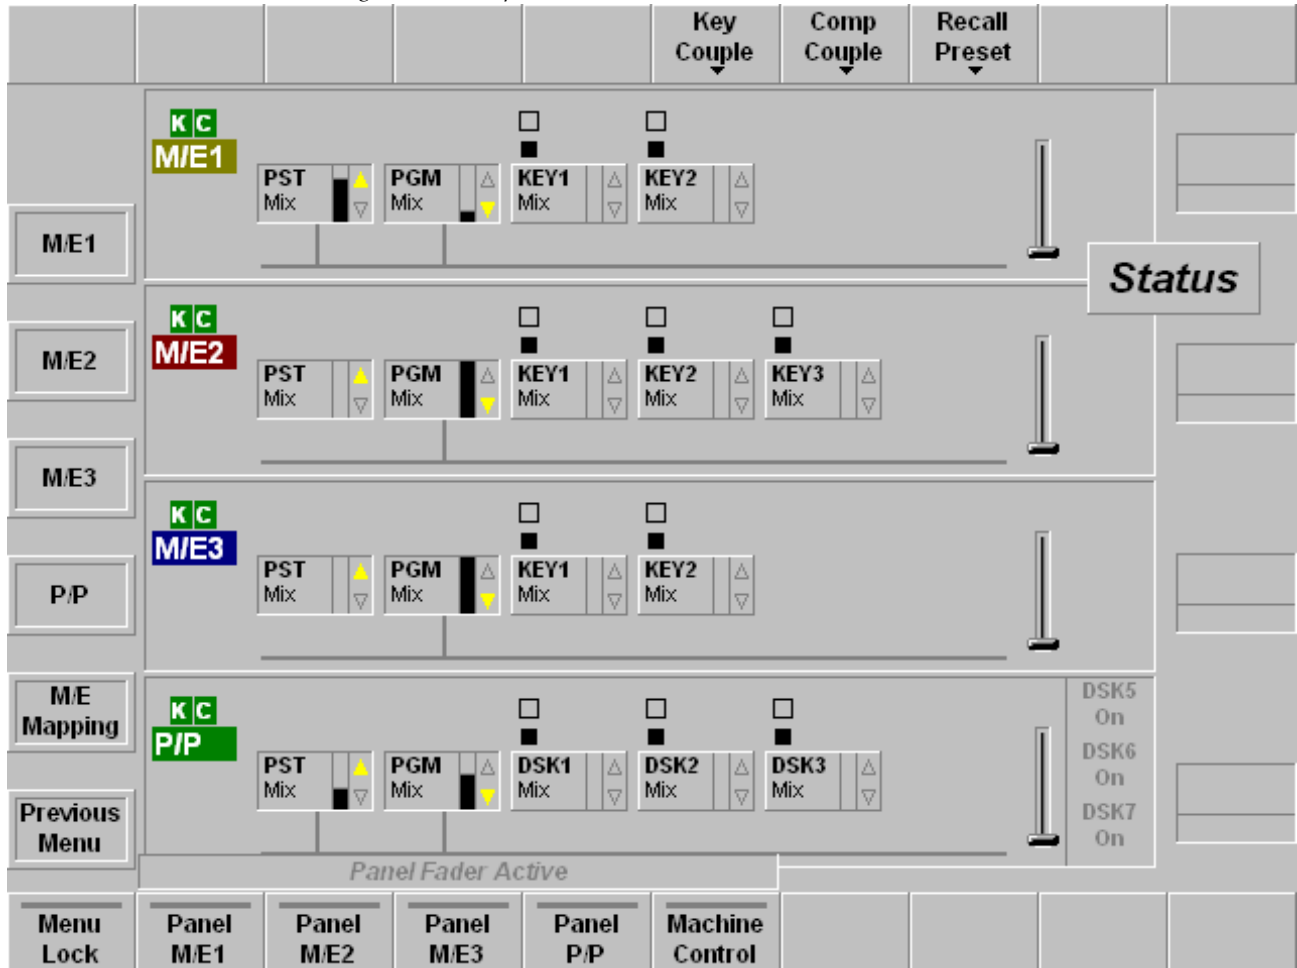 Key Couple
Comp Couple
Recall Preset
K C
M/E1
PST Mix
PGM Mix
KEY1 Mix
KEY2 Mix
M/E1
Status
K C
M/E2
PST Mix
PGM Mix
KEY1 Mix
KEY2 Mix
KEY3 Mix
M/E2
M/E3
K C
M/E3
PST Mix
PGM Mix
KEY1 Mix
KEY2 Mix
P/P
M/E
Mapping
K C
P/P
PST Mix
PGM Mix
DSK1 Mix
DSK2 Mix
DSK3 Mix
DSK5
On
DSK6
On
DSK7
On
Previous
Menu
Panel Fader Active
Menu Lock
Panel M/E1
Panel M/E2
Panel M/E3
Panel P/P
Machine Control